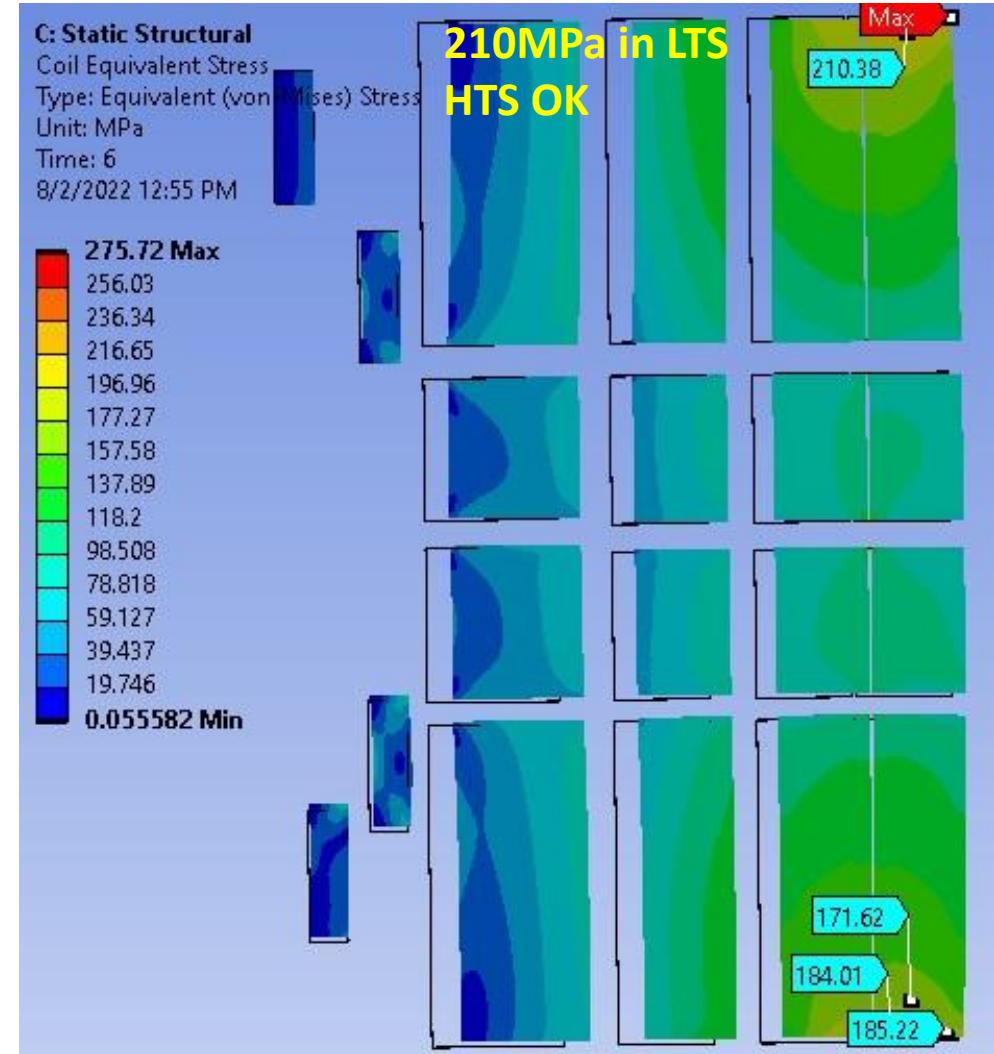 C: Static Structural
Coil Equivalent Stress
Type: Equivalent (von-Mises) Stress
Unit: MPa
Time: 6
8/2/2022 12:55 PM
210MPa in LTS
HTS OK
Max
210.38
275.72 Max
256.03
236.34
216.65
196.96
177.27
157.58
137.89
118.2
98.508
78.818
59.127
39.437
19.746
0.055582 Min
171.62
184.01
185.22